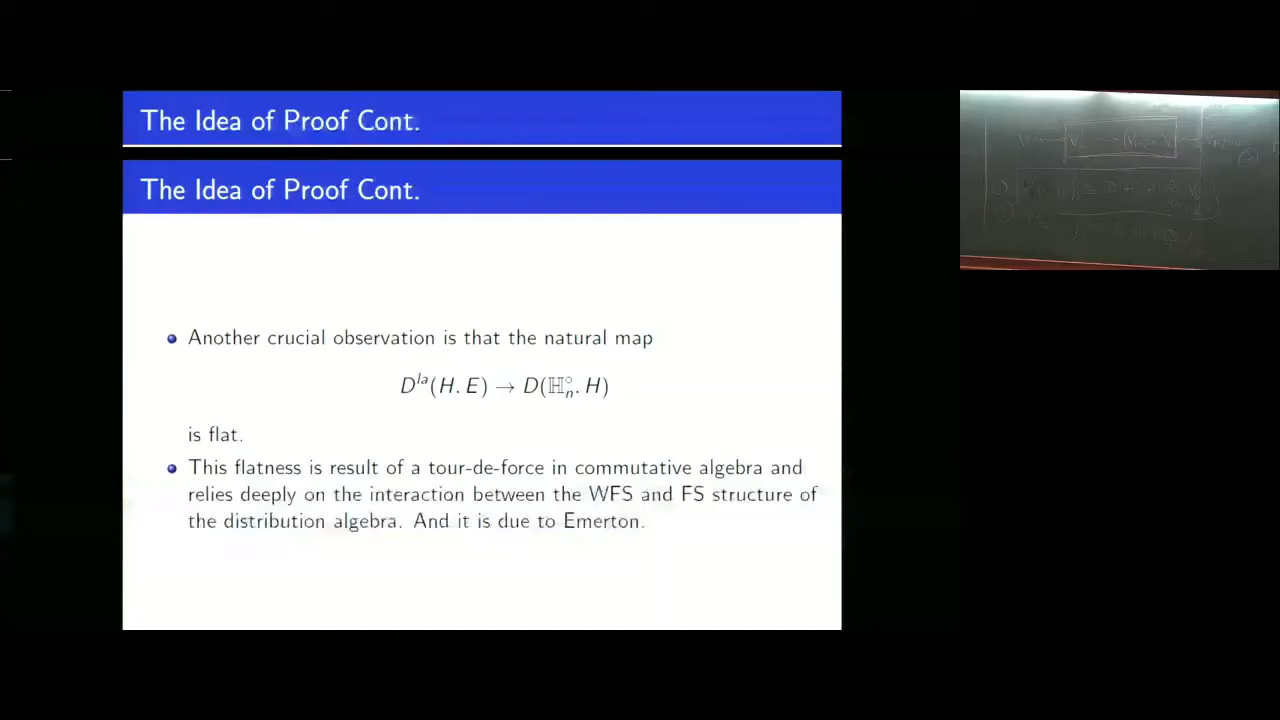 The Idea of Proof Cont.
The Idea of Proof Cont.
• Another crucial observation is that the natural map
D^{la}(H, E) → D(ℍ_n^∘, H)
is flat.
• This flatness is result of a tour-de-force in commutative algebra and
relies deeply on the interaction between the WFS and FS structure of
the distribution algebra. And it is due to Emerton.